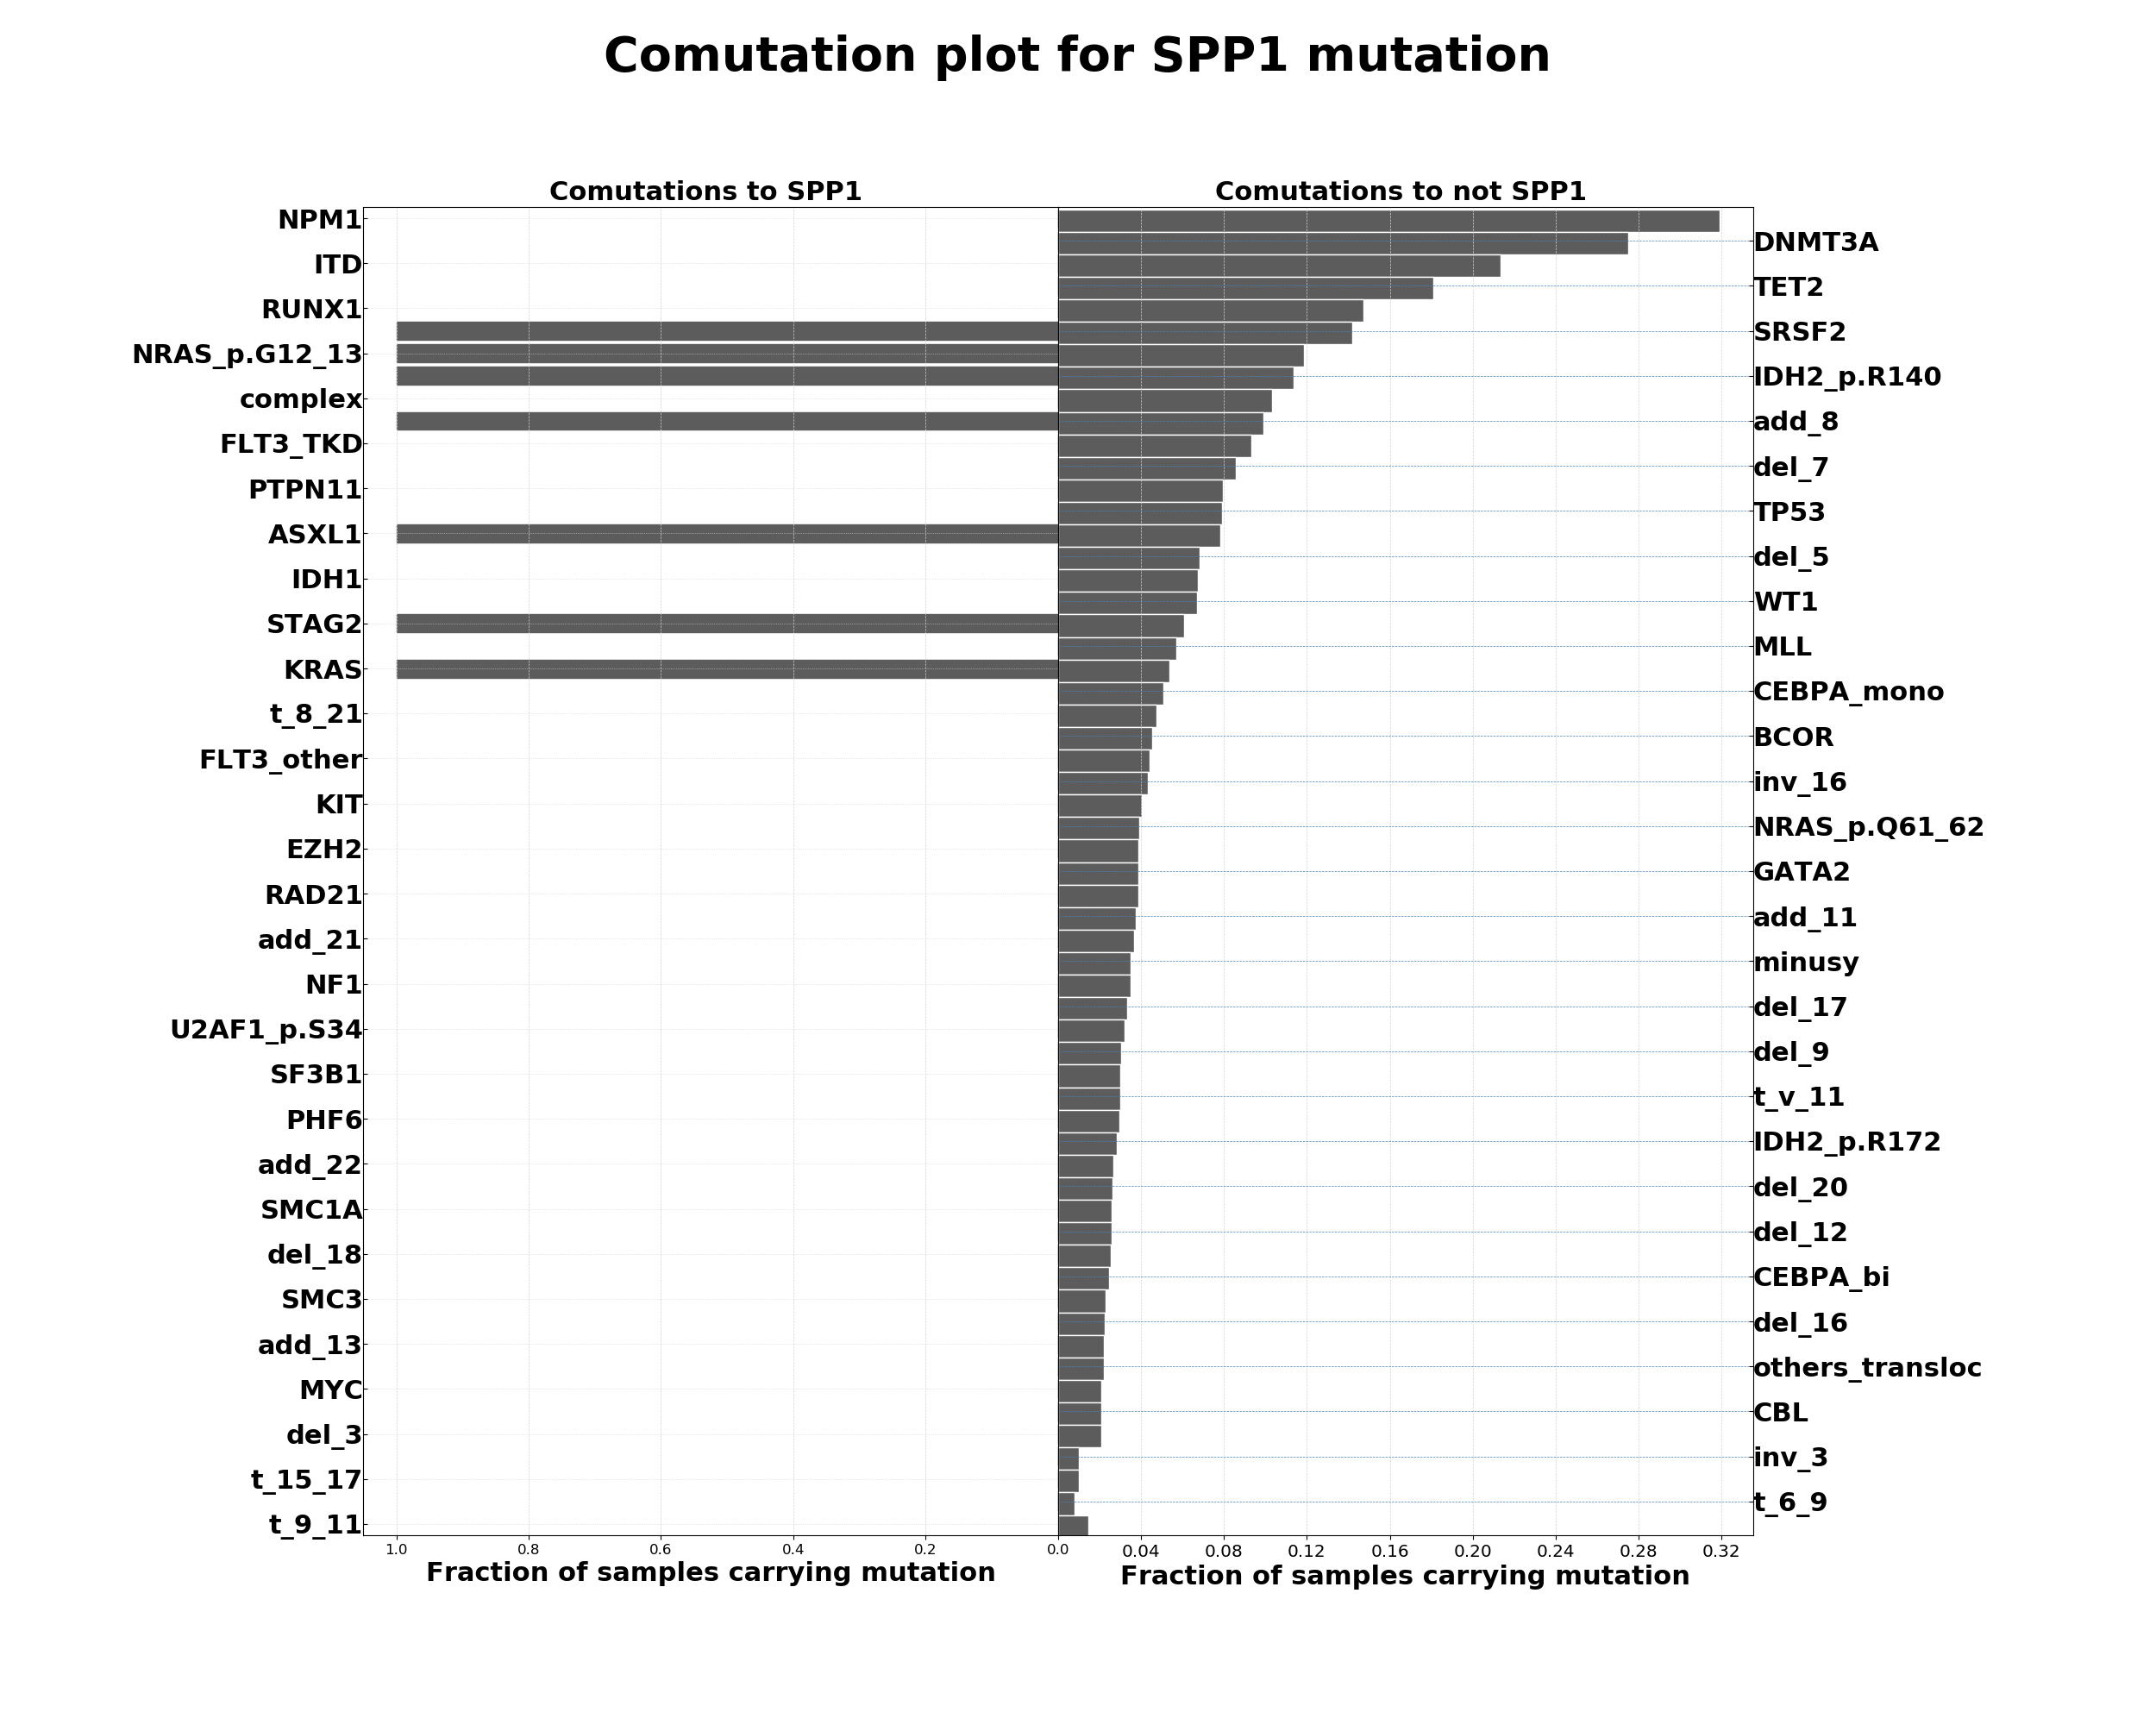 Comutation plot for SPP1 mutation
Comutations to SPP1
Comutations to not SPP1
NPM1
DNMT3A
ITD
TET2
RUNX1
SRSF2
NRAS_p.G12_13
IDH2_p.R140
complex
add_8
FLT3_TKD
del_7
PTPN11
TP53
ASXL1
del_5
IDH1
WT1
STAG2
MLL
KRAS
CEBPA_mono
t_8_21
BCOR
FLT3_other
inv_16
KIT
NRAS_p.Q61_62
EZH2
GATA2
RAD21
add_11
add_21
minusy
NF1
del_17
U2AF1_p.S34
del_9
SF3B1
t_v_11
PHF6
IDH2_p.R172
add_22
del_20
SMC1A
del_12
del_18
CEBPA_bi
SMC3
del_16
add_13
others_transloc
MYC
CBL
del_3
inv_3
t_15_17
t_6_9
t_9_11
1.0 0.8 0.6 0.4 0.2 0.0 0.04 0.08 0.12 0.16 0.20 0.24 0.28 0.32
Fraction of samples carrying mutation
Fraction of samples carrying mutation